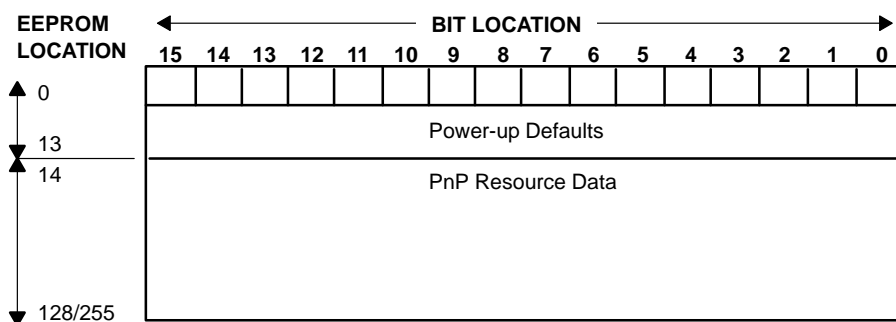 EEPROM
LOCATION
BIT LOCATION
15 14 13 12 11 10 9 8 7 6 5 4 3 2 1 0
0
Power-up Defaults
13
14
PnP Resource Data
128/255